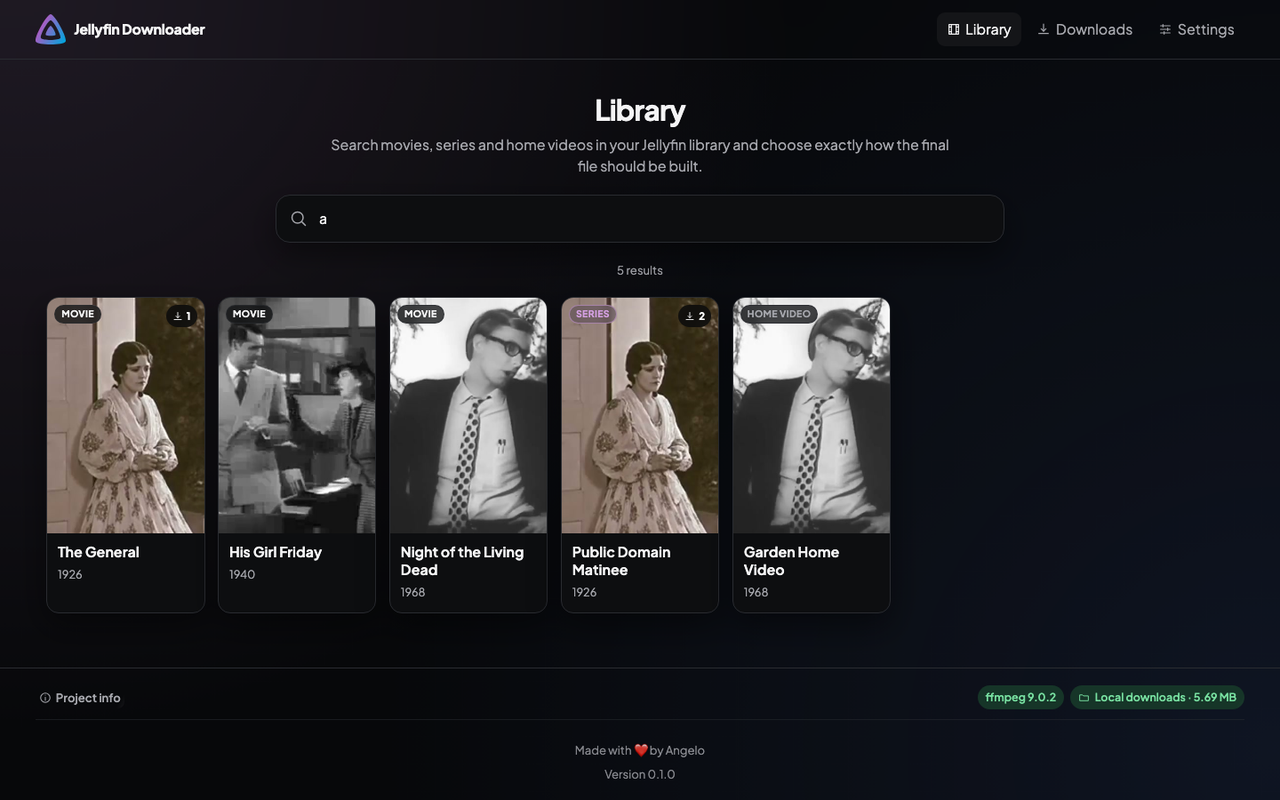 Jellyfin Downloader
Library
Downloads
Settings
Library
Search movies, series and home videos in your Jellyfin library and choose exactly how the final
file should be built.
a
5 results
MOVIE
1
The General
1926
MOVIE
His Girl Friday
1940
MOVIE
Night of the Living
Dead
1968
SERIES
2
Public Domain
Matinee
1926
HOME VIDEO
Garden Home
Video
1968
Project info
ffmpeg 9.0.2
Local downloads · 5.69 MB
Made with ❤️ by Angelo
Version 0.1.0